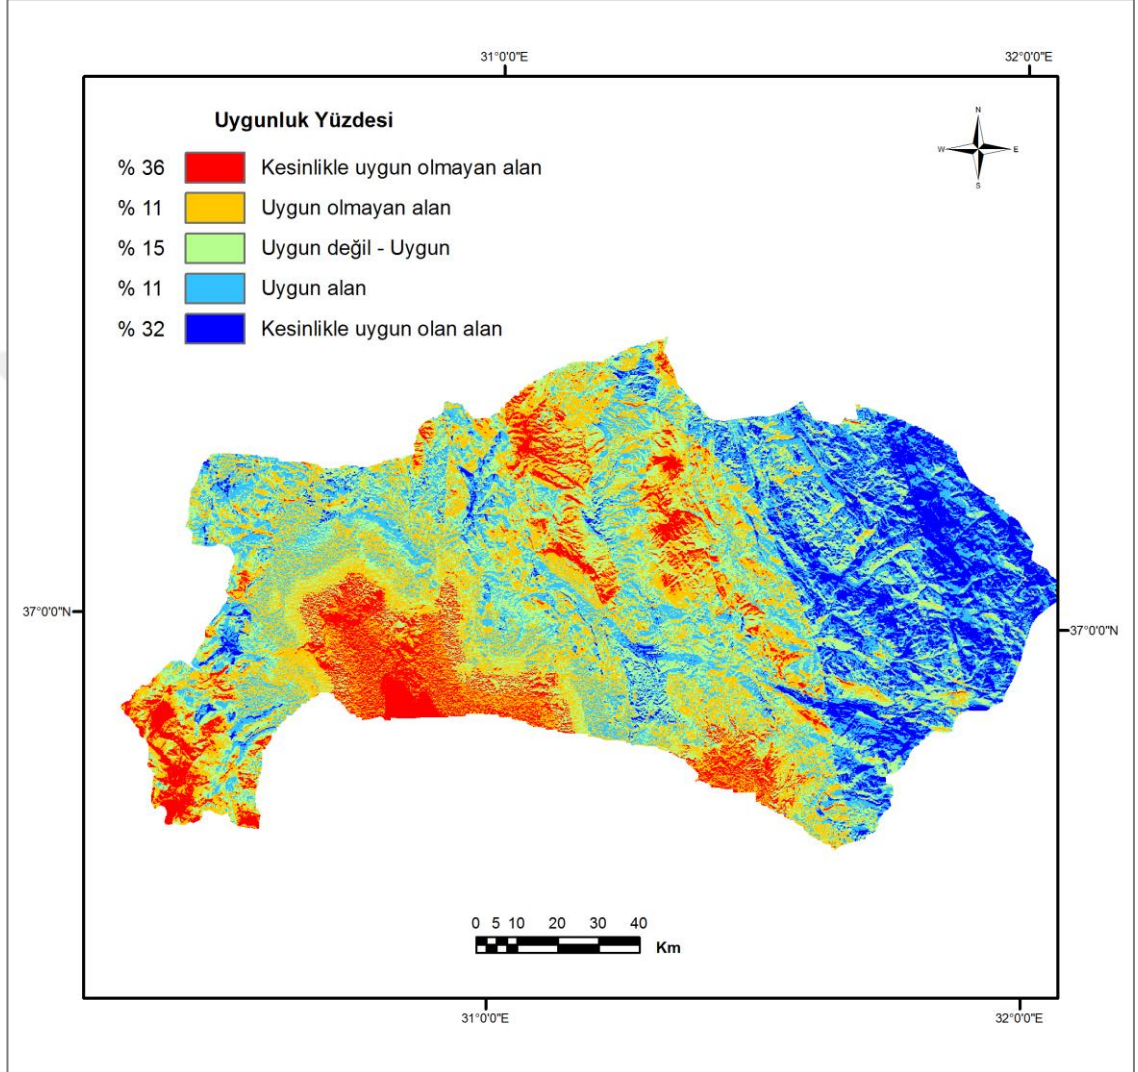 31°0'0"E 32°0'0"E
Uygunluk Yüzdesi
N
W E
S
% 36 Kesinlikle uygun olmayan alan
% 11 Uygun olmayan alan
% 15 Uygun değil - Uygun
% 11 Uygun alan
% 32 Kesinlikle uygun olan alan
37°0'0"N
37°0'0"N
0 5 10 20 30 40
Km
31°0'0"E 32°0'0"E